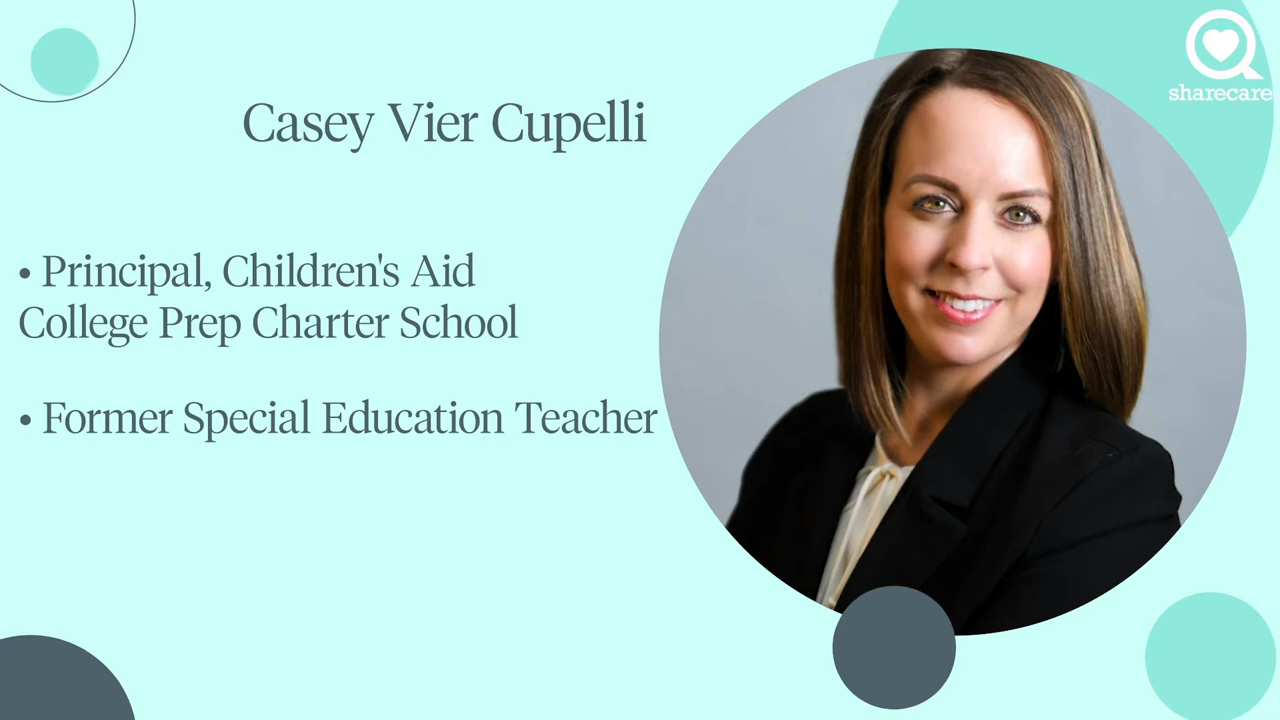 sharecare
Casey Vier Cupelli
• Principal, Children's Aid
College Prep Charter School
• Former Special Education Teacher